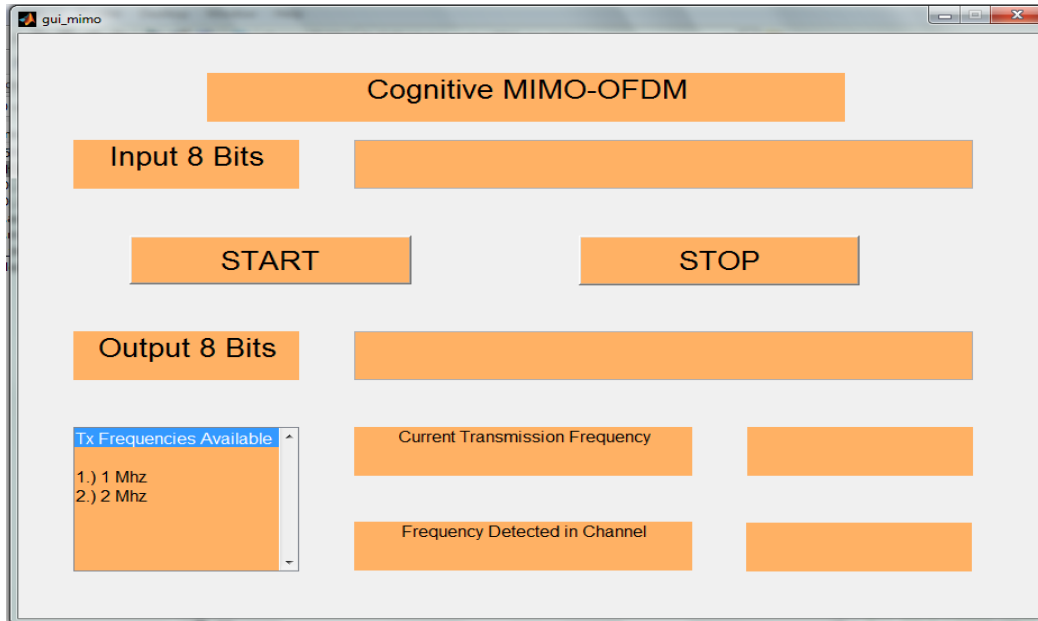 gui_mimo
Cognitive MIMO-OFDM
Input 8 Bits
START
STOP
Output 8 Bits
Tx Frequencies Available
1.) 1 Mhz
2.) 2 Mhz
Current Transmission Frequency
Frequency Detected in Channel